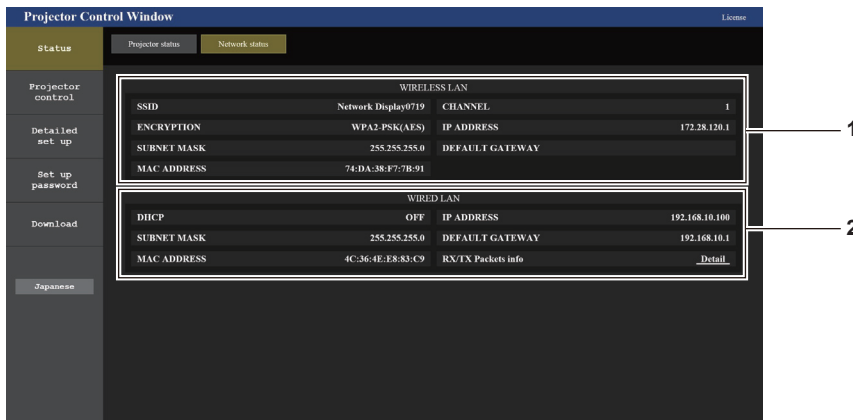 Projector Control Window
License
Status
Projector status
Network status
Projector
control
Detailed
set up
Set up
password
Download
Japanese
WIRELESS LAN
SSID Network Display0719 CHANNEL 1
ENCRYPTION WPA2-PSK(AES) IP ADDRESS 172.28.120.1
SUBNET MASK 255.255.255.0 DEFAULT GATEWAY
MAC ADDRESS 74:DA:38:F7:7B:91
1
WIRED LAN
DHCP OFF IP ADDRESS 192.168.10.100
SUBNET MASK 255.255.255.0 DEFAULT GATEWAY 192.168.10.1
MAC ADDRESS 4C:36:4E:E8:83:C9 RX/TX Packets info Detail
2